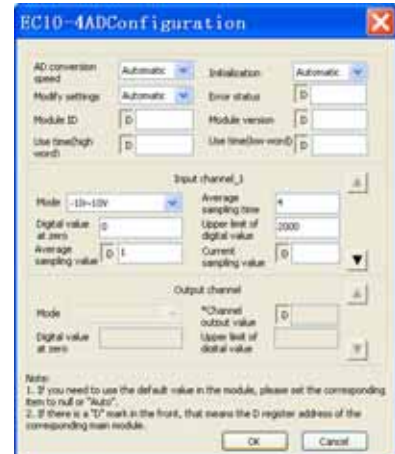 EC10-4ADConfiguration
AD conversion speed Automatic Initialization Automatic
Modify settings Automatic Error status D
Module ID D Module version D
Use time(high word) D Use time(low word) D
Input channel_1
Mode -10~10V Average sampling time 4
Digital value at zero 0 Upper limit of digital value 2000
Average sampling value D 1 Current sampling value D
Output channel
Mode *Channel output value D
Digital value at zero Upper limit of digital value
Note:
1. If you need to use the default value in the module, please set the corresponding
item to null or "Auto".
2. If there is a "D" mark in the front, that means the D register address of the
corresponding main module.
OK Cancel